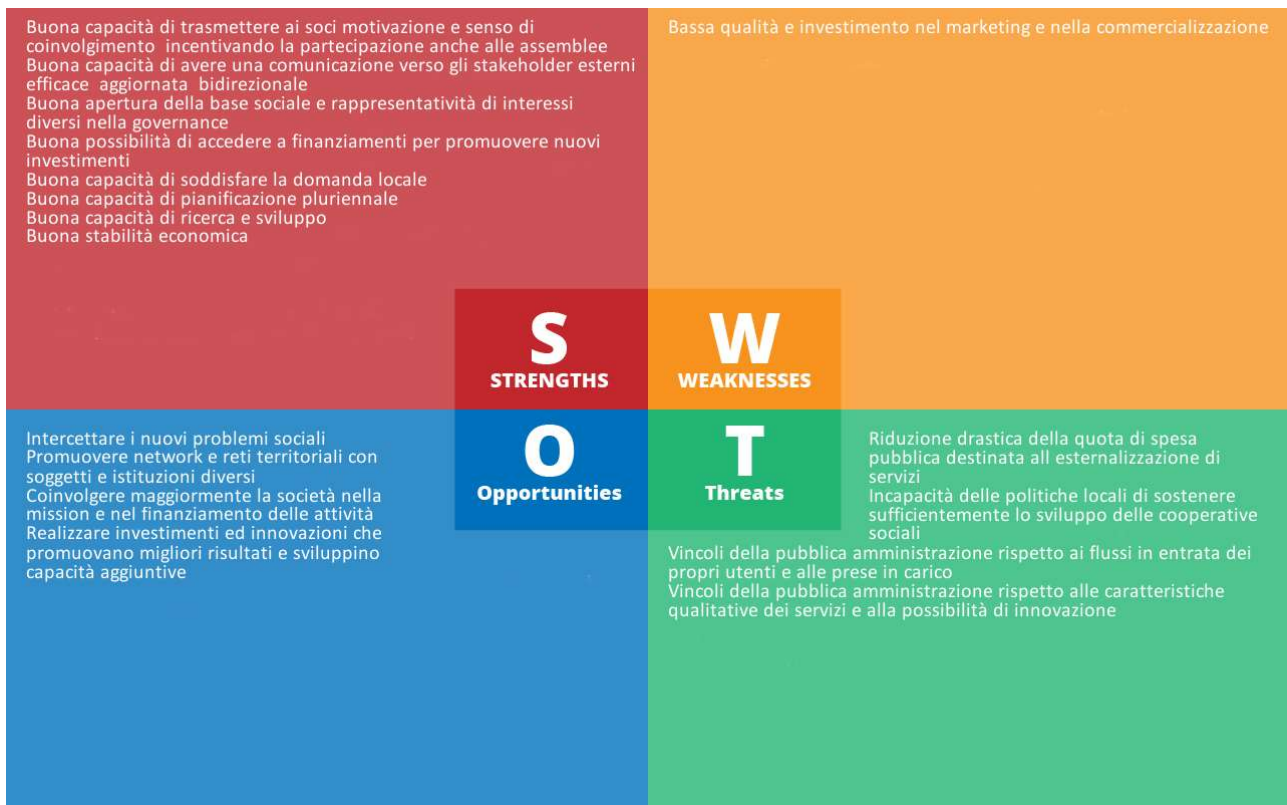 Buona capacità di trasmettere ai soci motivazione e senso di
coinvolgimento incentivando la partecipazione anche alle assemblee
Buona capacità di avere una comunicazione verso gli stakeholder esterni
efficace aggiornata bidirezionale
Buona apertura della base sociale e rappresentatività di interessi
diversi nella governance
Buona possibilità di accedere a finanziamenti per promuovere nuovi
investimenti
Buona capacità di soddisfare la domanda locale
Buona capacità di pianificazione pluriennale
Buona capacità di ricerca e sviluppo
Buona stabilità economica
S
STRENGTHS
Bassa qualità e investimento nel marketing e nella commercializzazione
W
WEAKNESSES
Intercettare i nuovi problemi sociali
Promuovere network e reti territoriali con
soggetti e istituzioni diversi
Coinvolgere maggiormente la società nella
mission e nel finanziamento delle attività
Realizzare investimenti ed innovazioni che
promuovano migliori risultati e sviluppino
capacità aggiuntive
O
Opportunities
T
Threats
Riduzione drastica della quota di spesa
pubblica destinata all esternalizzazione di
servizi
Incapacità delle politiche locali di sostenere
sufficientemente lo sviluppo delle cooperative
sociali
Vincoli della pubblica amministrazione rispetto ai flussi in entrata dei
propri utenti e alle prese in carico
Vincoli della pubblica amministrazione rispetto alle caratteristiche
qualitative dei servizi e alla possibilità di innovazione